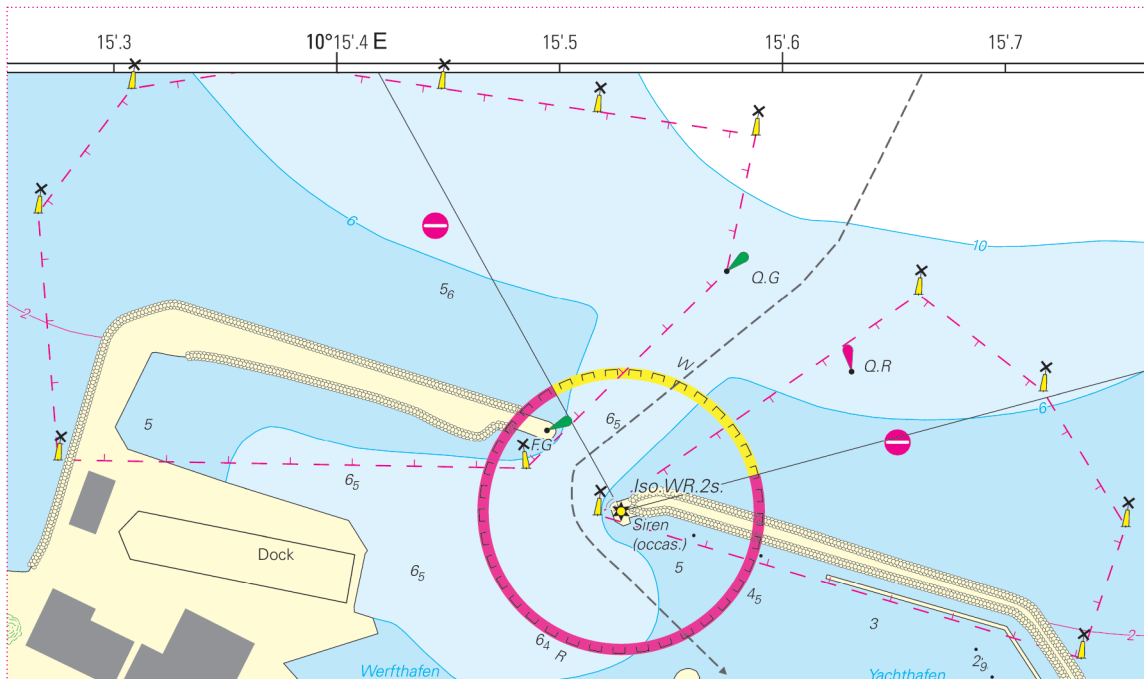 15'.3 10°15'.4 E 15'.5 15'.6 15'.7
6
10
Q.G
5₆
2
Q.R
W
6
6₅
5
F.G
6₅
Iso.WR.2s.
Siren
(occas.)
Dock
5
6₅
4₅
3
6₄ R
2
2₉
Werfthafen
Yachthafen